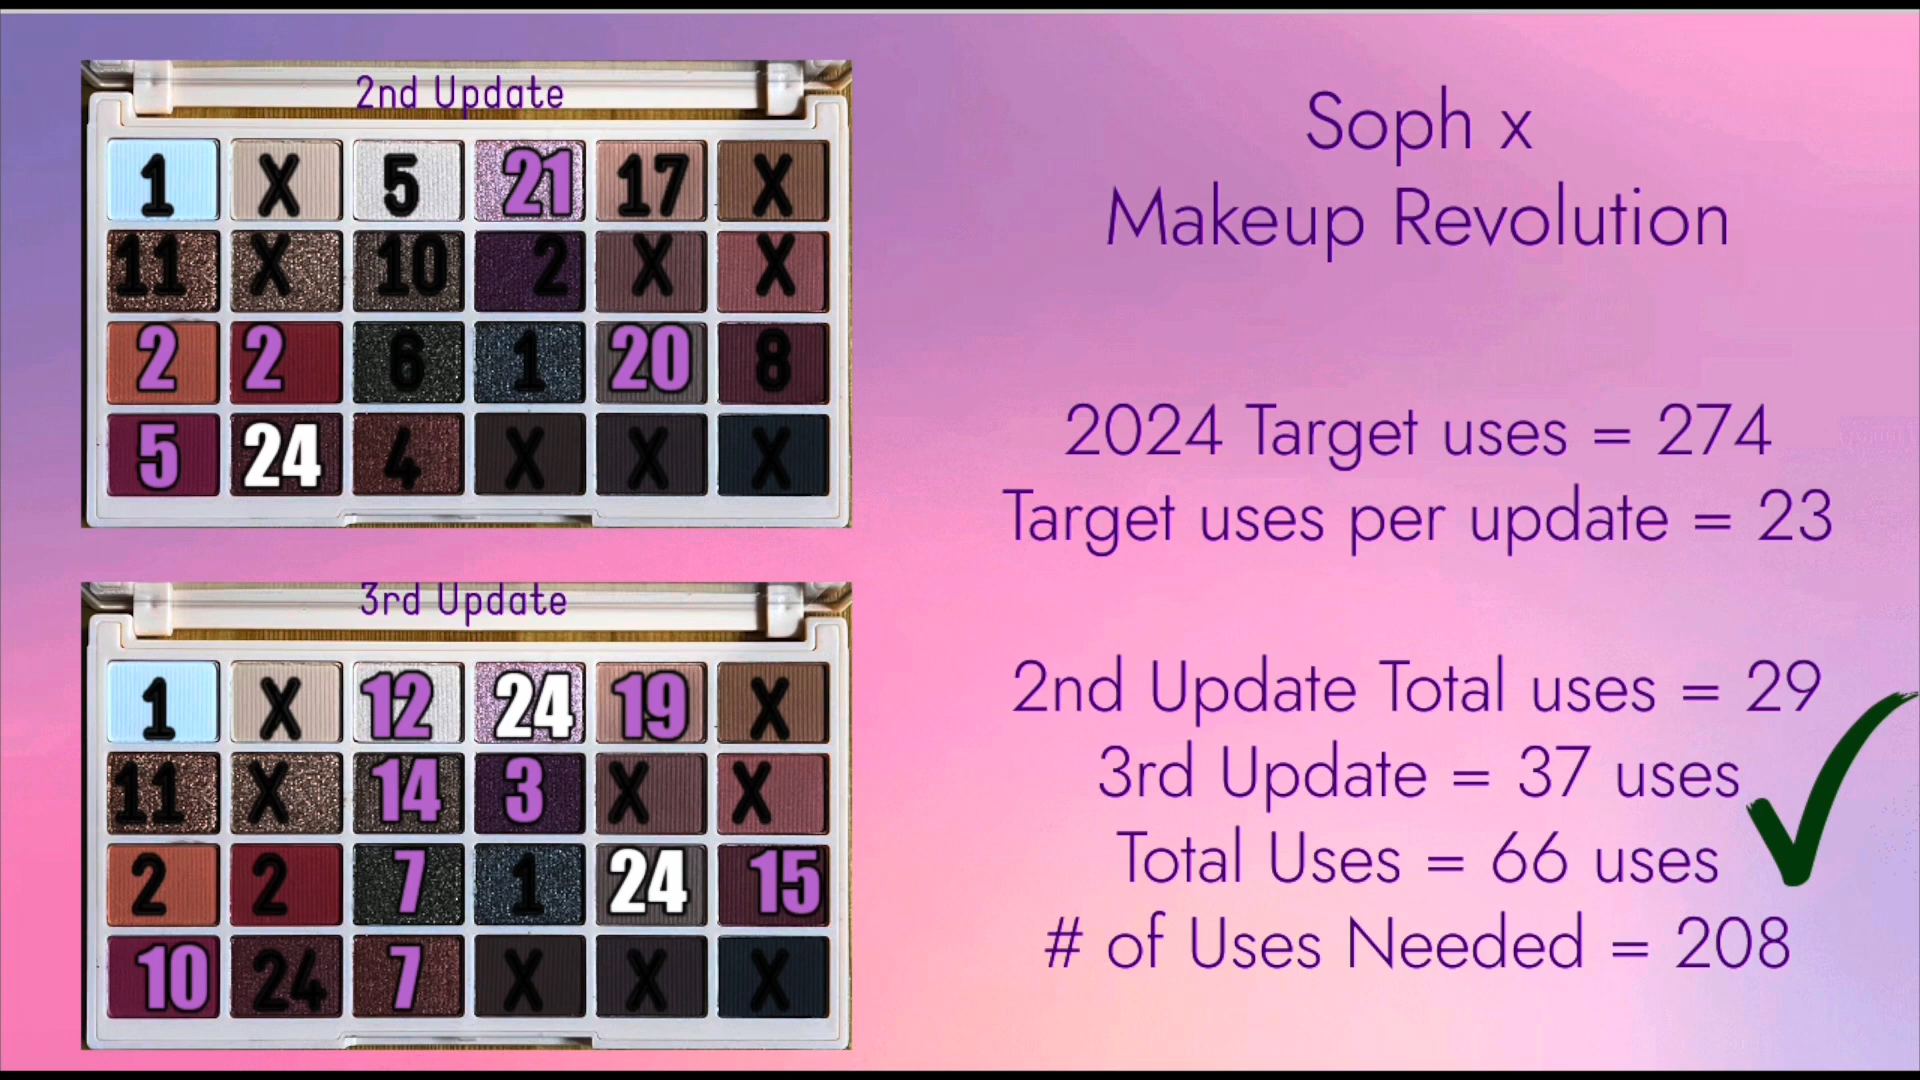 2nd Update
1 X 5 21 17 X
11 X 10 2 X X
2 2 6 1 20 8
5 24 4 X X X
3rd Update
1 X 12 24 19 X
11 X 14 3 X X
2 2 7 1 24 15
10 24 7 X X X
Soph x
Makeup Revolution
2024 Target uses = 274
Target uses per update = 23
2nd Update Total uses = 29
3rd Update = 37 uses
Total Uses = 66 uses
# of Uses Needed = 208